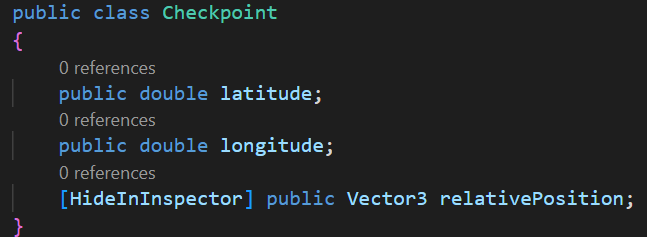 public class Checkpoint
{
0 references
public double latitude;
0 references
public double longitude;
0 references
[HideInInspector] public Vector3 relativePosition;
}